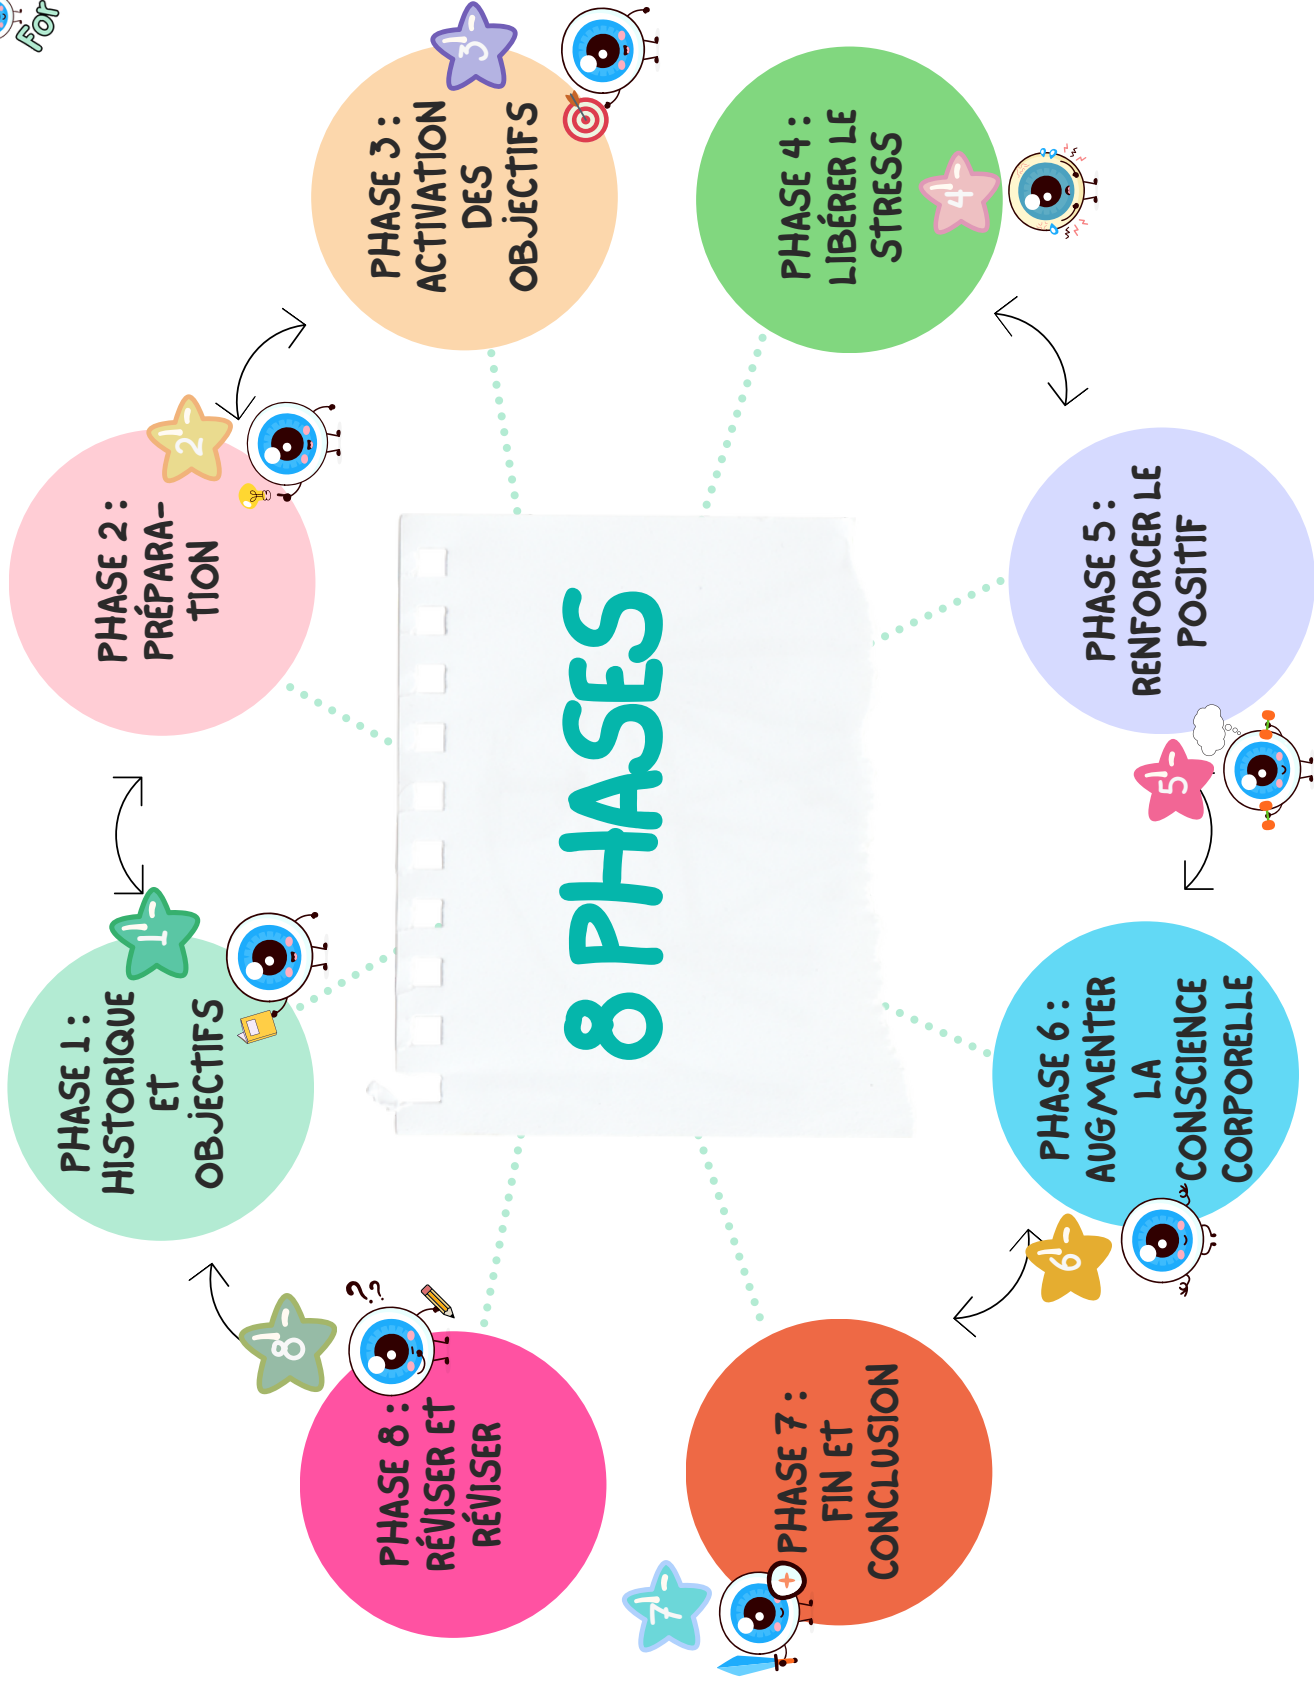 For
8 PHASES
-1-
PHASE 1 :
HISTORIQUE
ET
OBJECTIFS
-2-
PHASE 2 :
PRÉPARA-
TION
-3-
PHASE 3 :
ACTIVATION
DES
OBJECTIFS
-4-
PHASE 4 :
LIBÉRER LE
STRESS
-5-
PHASE 5 :
RENFORCER LE
POSITIF
-6-
PHASE 6 :
AUGMENTER
LA
CONSCIENCE
CORPORELLE
-7-
PHASE 7 :
FIN ET
CONCLUSION
-8-
PHASE 8 :
RÉVISER ET
RÉVISER
??